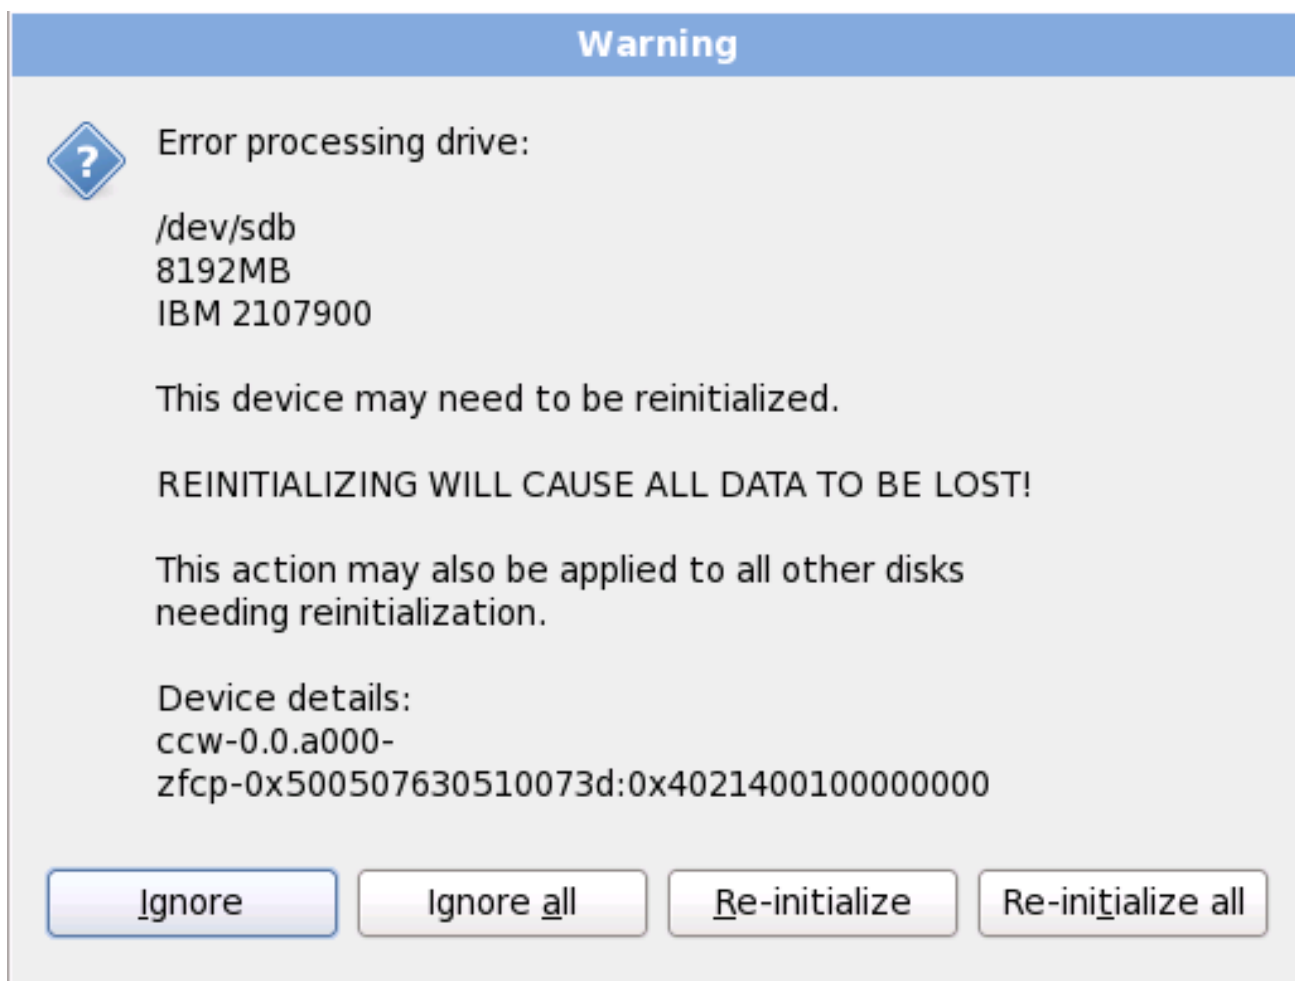 Warning
?
Error processing drive:
/dev/sdb
8192MB
IBM 2107900
This device may need to be reinitialized.
REINITIALIZING WILL CAUSE ALL DATA TO BE LOST!
This action may also be applied to all other disks
needing reinitialization.
Device details:
ccw-0.0.a000-
zfcp-0x500507630510073d:0x4021400100000000
Ignore
Ignore all
Re-initialize
Re-initialize all